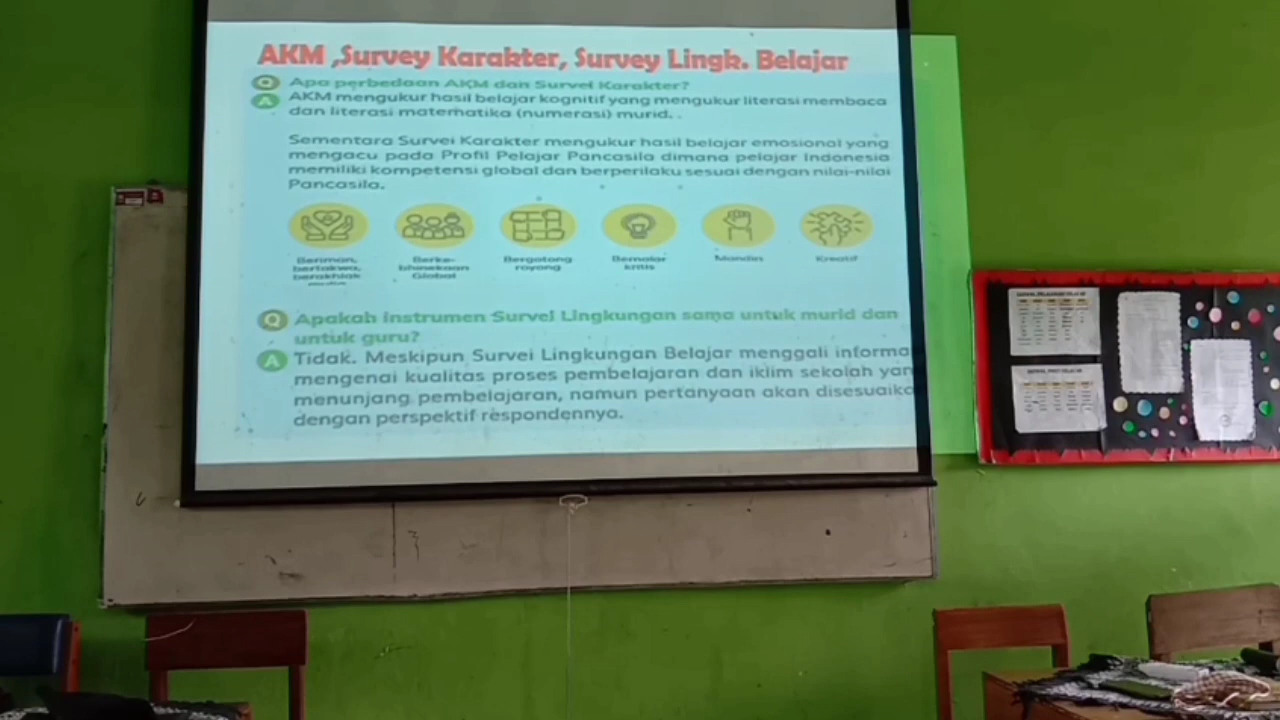 AKM ,Survey Karakter, Survey Lingk. Belajar
Q Apa perbedaan AKM dan Survei Karakter?
A AKM mengukur hasil belajar kognitif yang mengukur literasi membaca
dan literasi matematika (numerasi) murid. .
Sementara Survei Karakter mengukur hasil belajar emosional yang
mengacu pada Profil Pelajar Pancasila dimana pelajar Indonesia
memiliki kompetensi global dan berperilaku sesuai dengan nilai-nilai
Pancasila.
Beriman,
bertakwa,
berakhlak
mulia
Berke-
bhinekaan
Global
Bergotong
royong
Bernalar
kritis
Mandiri
Kreatif
Q Apakah instrumen Survei Lingkungan sama untuk murid dan
untuk guru?
A Tidak. Meskipun Survei Lingkungan Belajar menggali informa
mengenai kualitas proses pembelajaran dan iklim sekolah yan
menunjang pembelajaran, namun pertanyaan akan disesuaika
dengan perspektif respondennya.